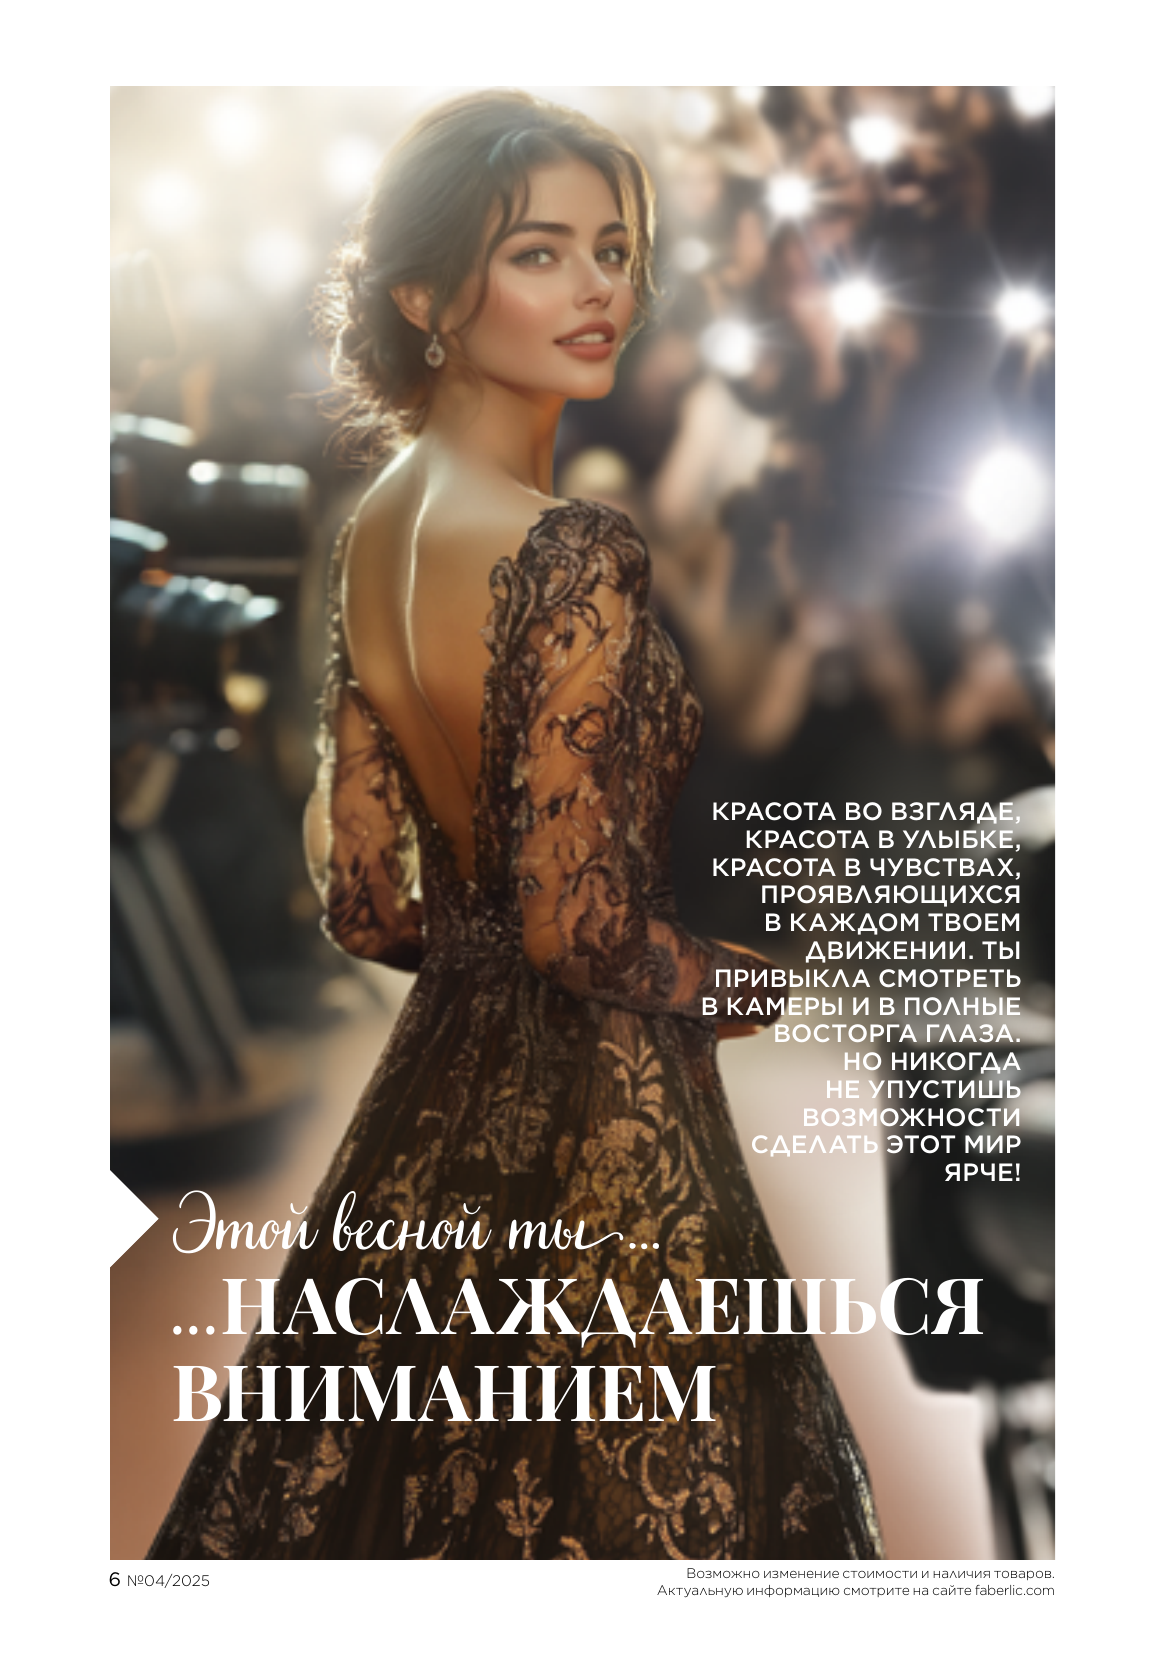 КРАСОТА ВО ВЗГЛЯДЕ,
КРАСОТА В УЛЫБКЕ,
КРАСОТА В ЧУВСТВАХ,
ПРОЯВЛЯЮЩИХСЯ
В КАЖДОМ ТВОЕМ
ДВИЖЕНИИ. ТЫ
ПРИВЫКЛА СМОТРЕТЬ
В КАМЕРЫ И В ПОЛНЫЕ
ВОСТОРГА ГЛАЗА.
НО НИКОГДА
НЕ УПУСТИШЬ
ВОЗМОЖНОСТИ
СДЕЛАТЬ ЭТОТ МИР
ЯРЧЕ!
Этой весной ты...
...НАСЛАЖДАЕШЬСЯ
ВНИМАНИЕМ
6 №04/2025
Возможно изменение стоимости и наличия товаров.
Актуальную информацию смотрите на сайте faberlic.com